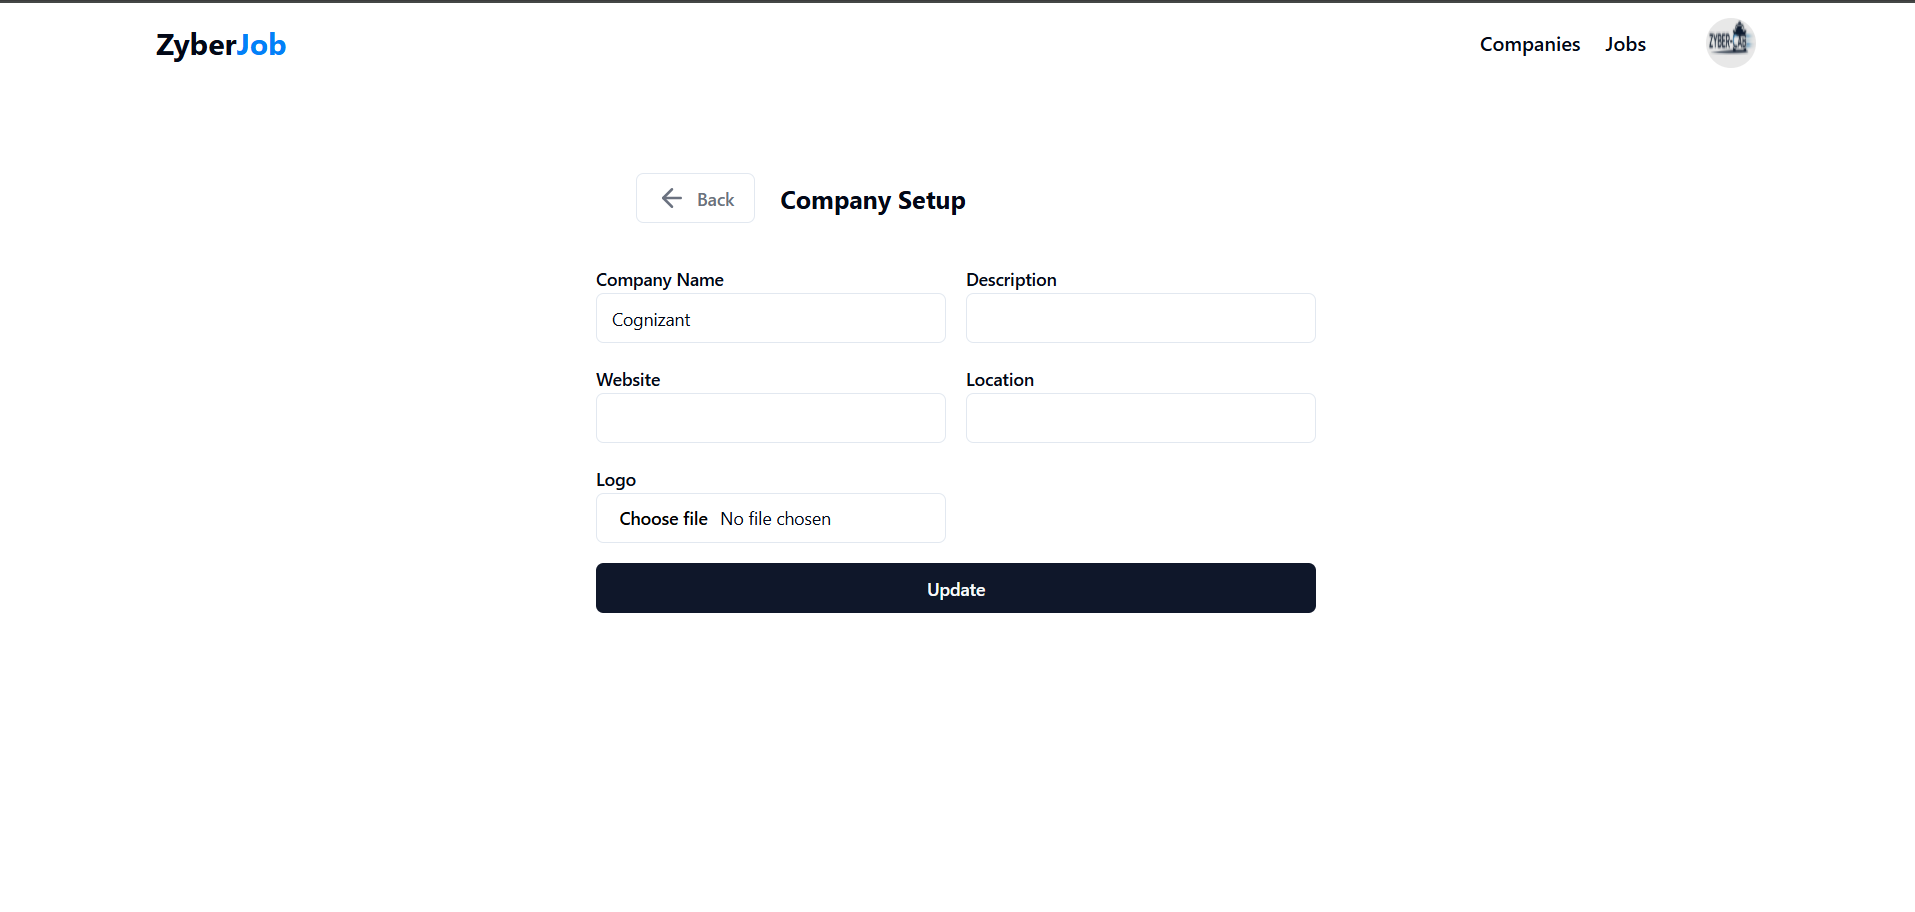 ZyberJob
Companies Jobs
ZYBER-LAB
Back
Company Setup
Company Name
Description
Cognizant
Website
Location
Logo
Choose file No file chosen
Update